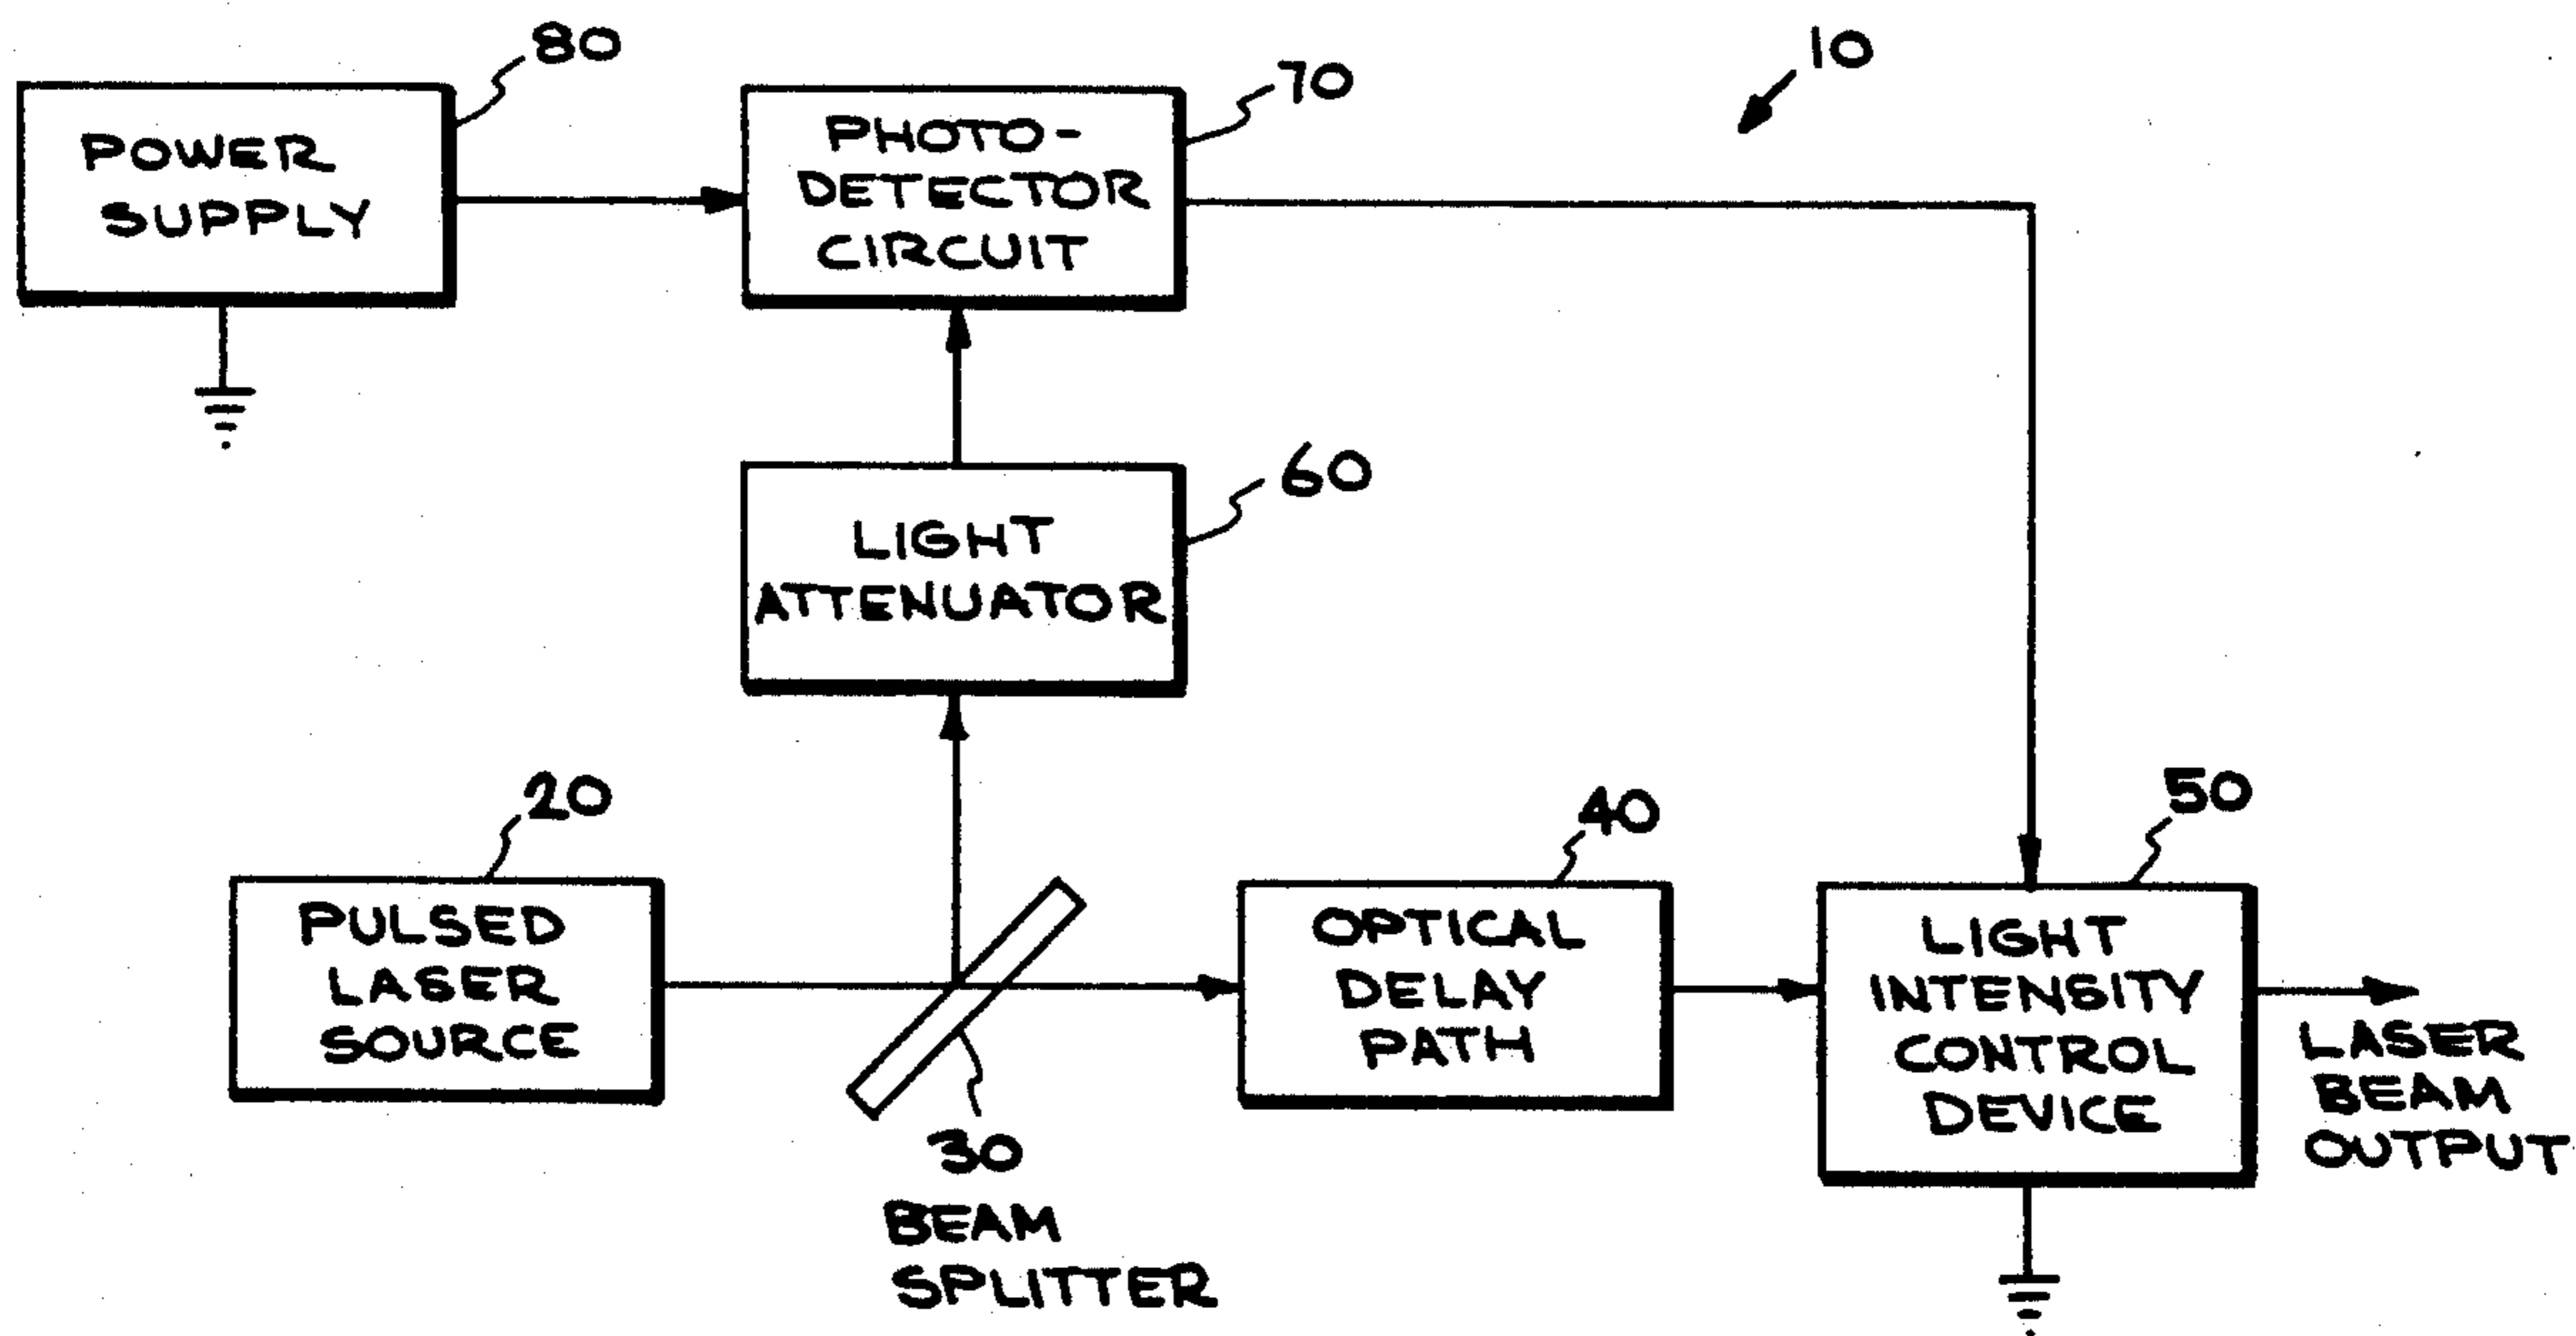 80
POWER
SUPPLY
70
PHOTO-
DETECTOR
CIRCUIT
10
60
LIGHT
ATTENUATOR
20
PULSED
LASER
SOURCE
30
BEAM
SPLITTER
40
OPTICAL
DELAY
PATH
50
LIGHT
INTENSITY
CONTROL
DEVICE
LASER
BEAM
OUTPUT